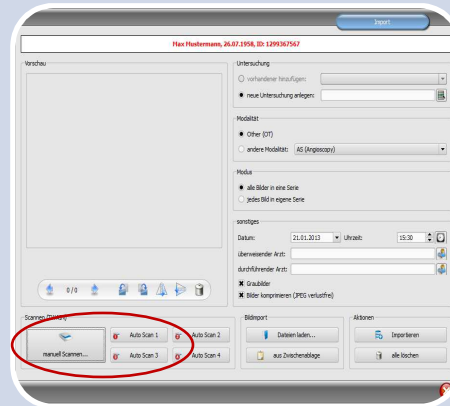 Import
Max Hustermann, 26.07.1958, ID: 1299367567
Vorschau
Untersuchung
vorhandener hinzufügen:
neue Untersuchung anlegen:
Modalität
Other (OT)
andere Modalität: AS (Angioscopy)
Modus
alle Bilder in eine Serie
jedes Bild in eigene Serie
sonstiges
Datum: 21.01.2013 Uhrzeit: 15:30
überweisender Arzt:
durchführender Arzt:
Graubilder
Bilder komprimieren (JPEG verlustfrei)
0/0
Scannen
manuell Scannen...
Auto Scan 1
Auto Scan 2
Auto Scan 3
Auto Scan 4
Bildimport
Dateien laden...
aus Zwischenablage
Aktionen
Importieren
alle löschen